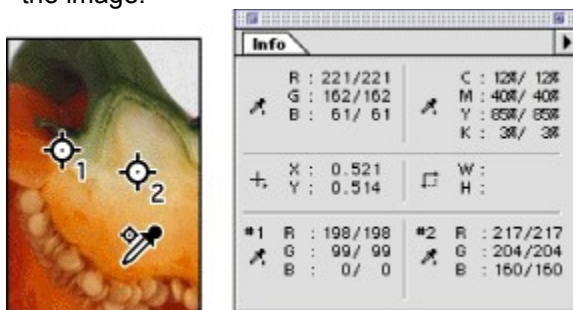 the image.
Info
R : 221/221
G : 162/162
B : 61/ 61
C : 12%/ 12%
M : 40%/ 40%
Y : 85%/ 85%
K : 3%/ 3%
X : 0.521
Y : 0.514
W :
H :
#1 R : 198/198
G : 99/ 99
B : 0/ 0
#2 R : 217/217
G : 204/204
B : 160/160
1
2